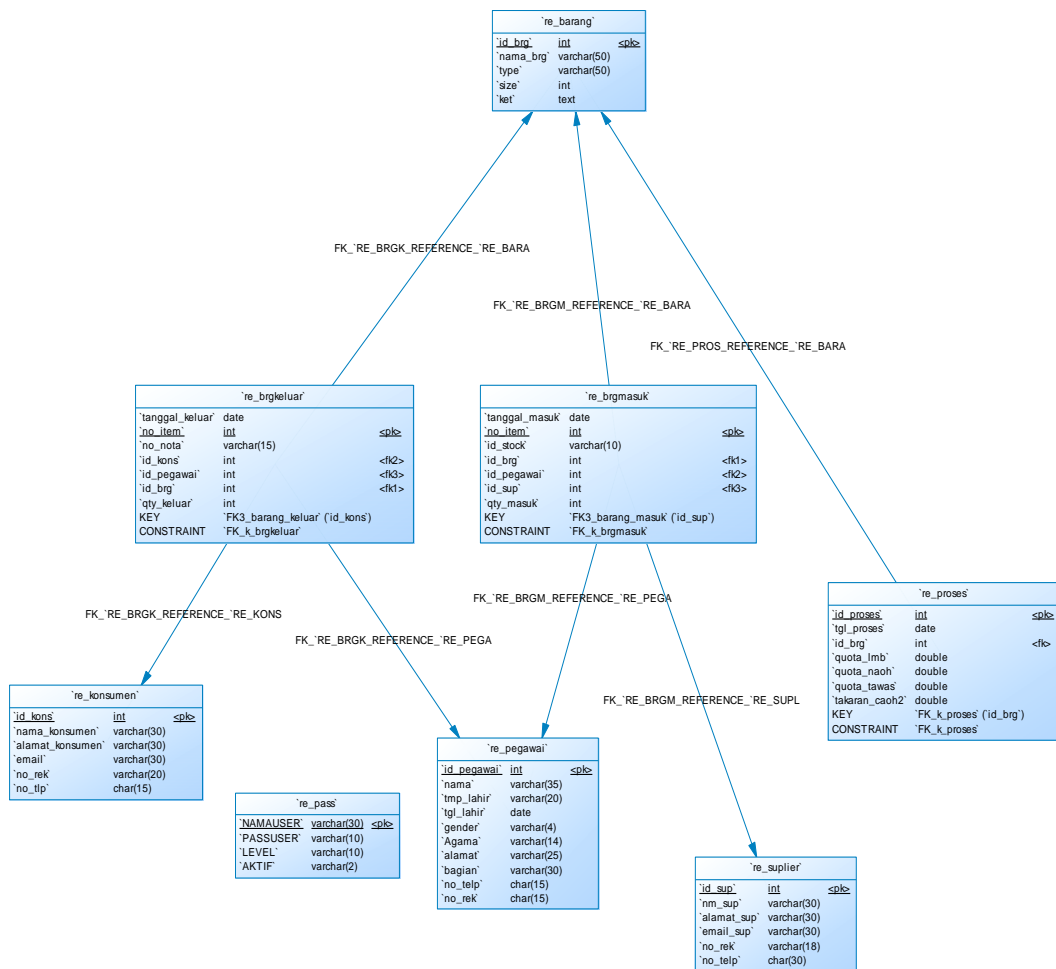 `re_barang`
`id_brg` int <pk>
`nama_brg` varchar(50)
`type` varchar(50)
`size` int
`ket` text
FK_`RE_BRGK_REFERENCE_`RE_BARA
FK_`RE_BRGM_REFERENCE_`RE_BARA
FK_`RE_PROS_REFERENCE_`RE_BARA
`re_brgkeluar`
`tanggal_keluar` date
`no_item` int <pk>
`no_nota` varchar(15)
`id_kons` int <fk2>
`id_pegawai` int <fk3>
`id_brg` int <fk1>
`qty_keluar` int
KEY `FK3_barang_keluar` (`id_kons`)
CONSTRAINT `FK_k_brgkeluar`
`re_brgmasuk`
`tanggal_masuk` date
`no_item` int <pk>
`id_stock` varchar(10)
`id_brg` int <fk1>
`id_pegawai` int <fk2>
`id_sup` int <fk3>
`qty_masuk` int
KEY `FK3_barang_masuk` (`id_sup`)
CONSTRAINT `FK_k_brgmasuk`
`re_proses`
`id_proses` int <pk>
`tgl_proses` date
`id_brg` int <fk>
`quota_lmb` double
`quota_naoh` double
`quota_tawas` double
`takaran_caoh2` double
KEY `FK_k_proses` (`id_brg`)
CONSTRAINT `FK_k_proses`
FK_`RE_BRGK_REFERENCE_`RE_KONS
FK_`RE_BRGK_REFERENCE_`RE_PEGA
FK_`RE_BRGM_REFERENCE_`RE_PEGA
FK_`RE_BRGM_REFERENCE_`RE_SUPL
`re_konsumen`
`id_kons` int <pk>
`nama_konsumen` varchar(30)
`alamat_konsumen` varchar(30)
`email` varchar(30)
`no_rek` varchar(20)
`no_tlp` char(15)
`re_pass`
`NAMAUSER` varchar(30) <pk>
`PASSUSER` varchar(10)
`LEVEL` varchar(10)
`AKTIF` varchar(2)
`re_pegawai`
`id_pegawai` int <pk>
`nama` varchar(35)
`tmp_lahir` varchar(20)
`tgl_lahir` date
`gender` varchar(4)
`Agama` varchar(14)
`alamat` varchar(25)
`bagian` varchar(30)
`no_telp` char(15)
`no_rek` char(15)
`re_suplier`
`id_sup` int <pk>
`nm_sup` varchar(30)
`alamat_sup` varchar(30)
`email_sup` varchar(30)
`no_rek` varchar(18)
`no_telp` char(30)